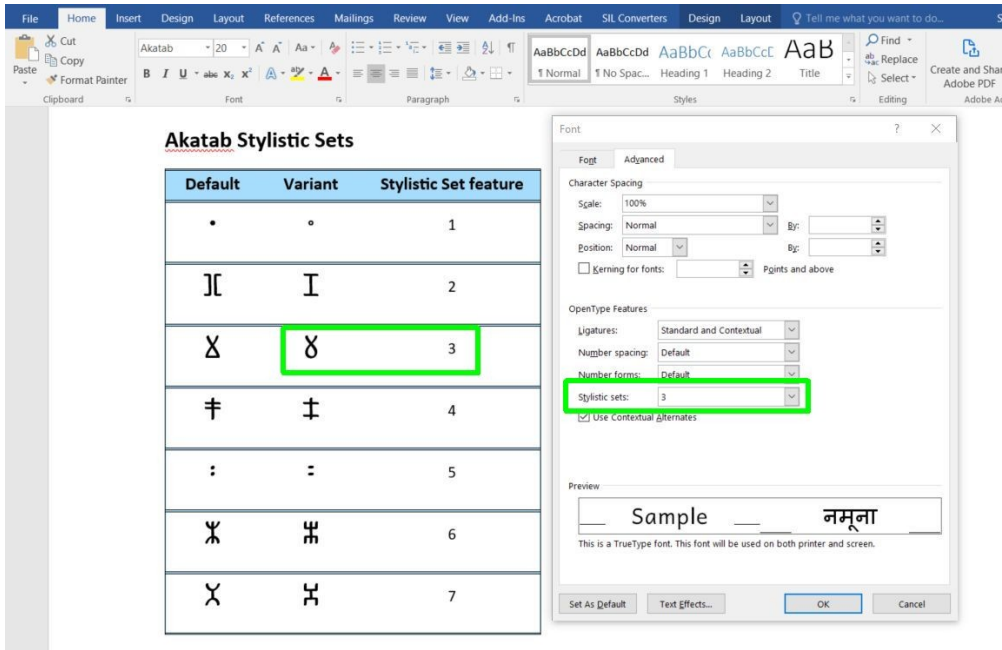 File Home Insert Design Layout References Mailings Review View Add-Ins Acrobat SIL Converters Design Layout Tell me what you want to do...
Cut
Copy
Format Painter
Paste
Akatab 20
Find
Replace
Select
AaBbCcDd AaBbCcDd AaBbCc AaBbCcC AaB
¶ Normal ¶ No Spac... Heading 1 Heading 2 Title
Create and Shar
Adobe PDF
Clipboard Font Paragraph Styles Editing Adobe A
Akatab Stylistic Sets
Default Variant Stylistic Set feature
• ∘ 1
ⵊⵎ ⵊ 2
ⴴ ⵖ 3
ⵐ ‡ 4
: = 5
ⵣ ⵥ 6
ⵅ ⵋ 7
Font ? ×
Font Advanced
Character Spacing
Scale: 100%
Spacing: Normal By:
Position: Normal By:
Kerning for fonts: Points and above
OpenType Features
Ligatures: Standard and Contextual
Number spacing: Default
Number forms: Default
Stylistic sets: 3
Use Contextual Alternates
Preview
Sample नमूना
This is a TrueType font. This font will be used on both printer and screen.
Set As Default Text Effects... OK Cancel